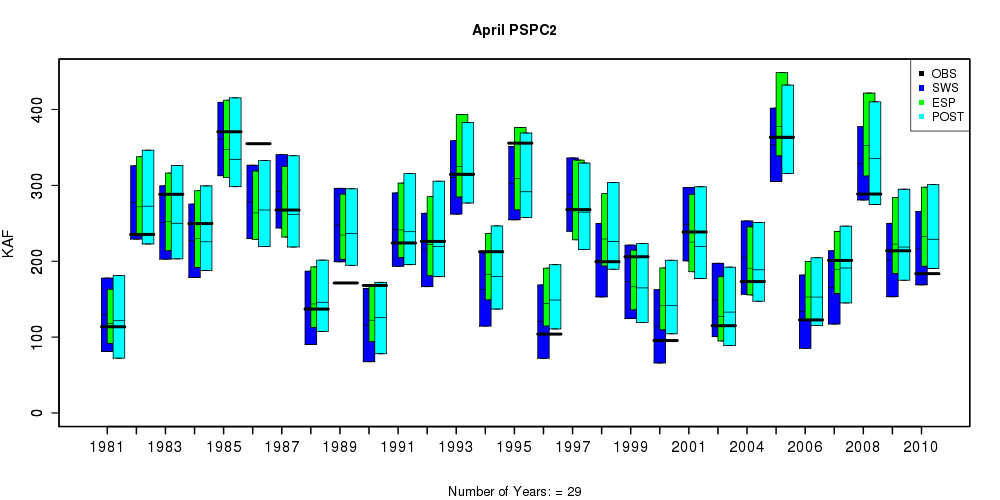 April PSPC2
KAF
400
300
200
100
0
OBS
SWS
ESP
POST
1981 1983 1985 1987 1989 1991 1993 1995 1997 1999 2001 2004 2006 2008 2010
Number of Years: = 29